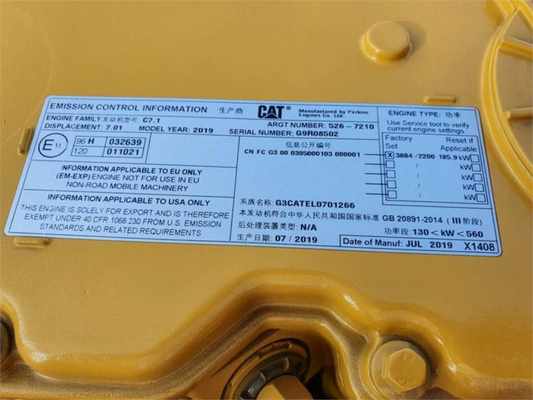 EMISSION CONTROL INFORMATION 生产商 CAT Manufactured by Perkins Engines Co. Ltd.
ENGINE FAMILY 发动机型号: C7.1 ARGT NUMBER: 526-7210
DISPLACEMENT: 7.01 MODEL YEAR: 2019 SERIAL NUMBER: G9R08502
E 11 96 H 032639
120 011021
INFORMATION APPLICABLE TO EU ONLY
(EM-EXP) ENGINE NOT FOR USE IN EU
NON-ROAD MOBILE MACHINERY
INFORMATION APPLICABLE TO USA ONLY
THIS ENGINE IS SOLELY FOR EXPORT AND IS THEREFORE
EXEMPT UNDER 40 CFR 1068.230 FROM U.S. EMISSION
STANDARDS AND RELATED REQUIREMENTS
信息公开编号
CN FC G3 00 0395000103 000001
系族名称: G3CATEL0701266
本发动机符合中华人民共和国国家标准 GB 20891-2014 (III阶段)
后处理装置类型: N/A
功率段: 130<kW<560
生产日期: 07/2019
Date of Manuf: JUL 2019 X1408
ENGINE TYPE: 功率
Use Service tool to verify
current engine settings
Factory Set Reset if Applicable
X 3884 / 2200 185.9 kW
/ kW
/ kW
/ kW